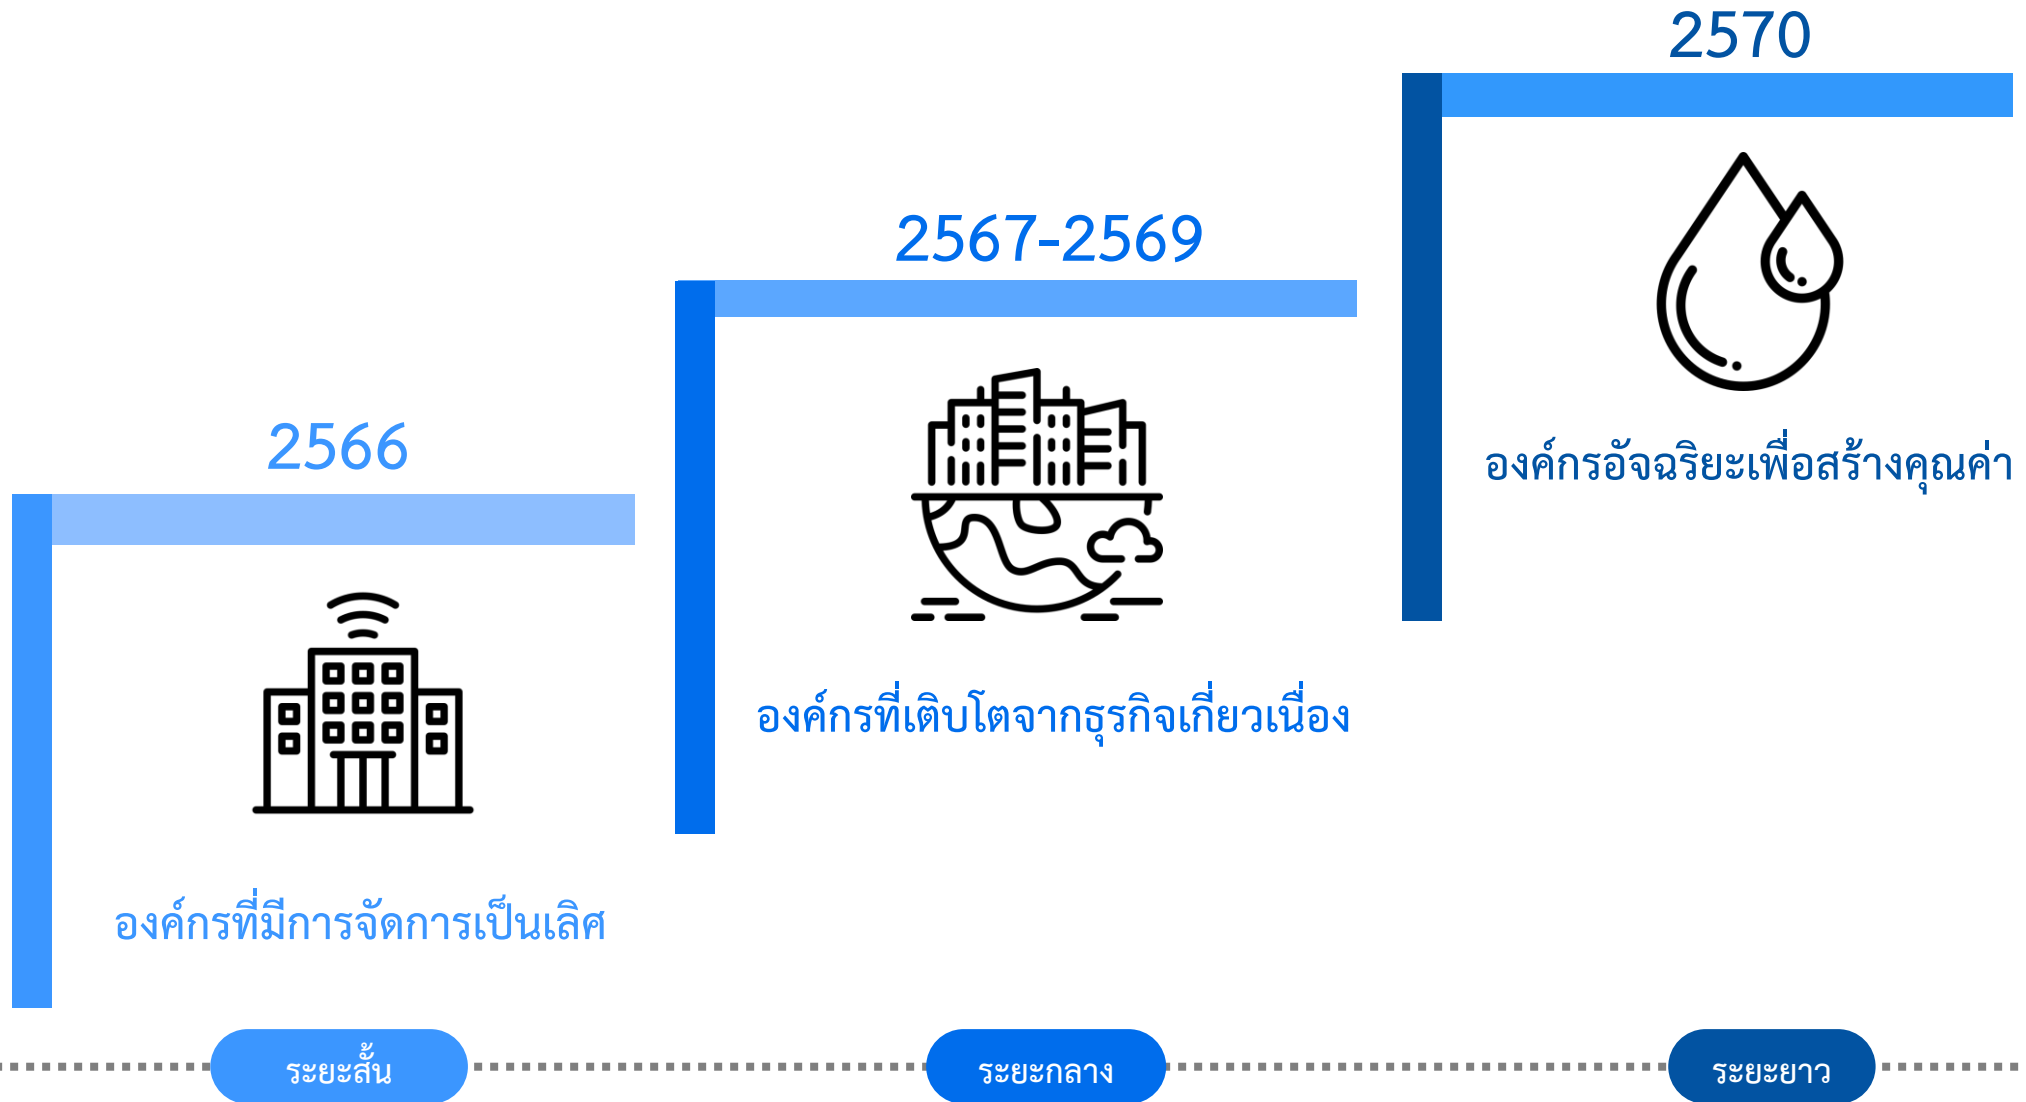 2566
องค์กรที่มีการจัดการเป็นเลิศ
ระยะสั้น
2567-2569
องค์กรที่เติบโตจากธุรกิจเกี่ยวเนื่อง
ระยะกลาง
2570
องค์กรอัจฉริยะเพื่อสร้างคุณค่า
ระยะยาว